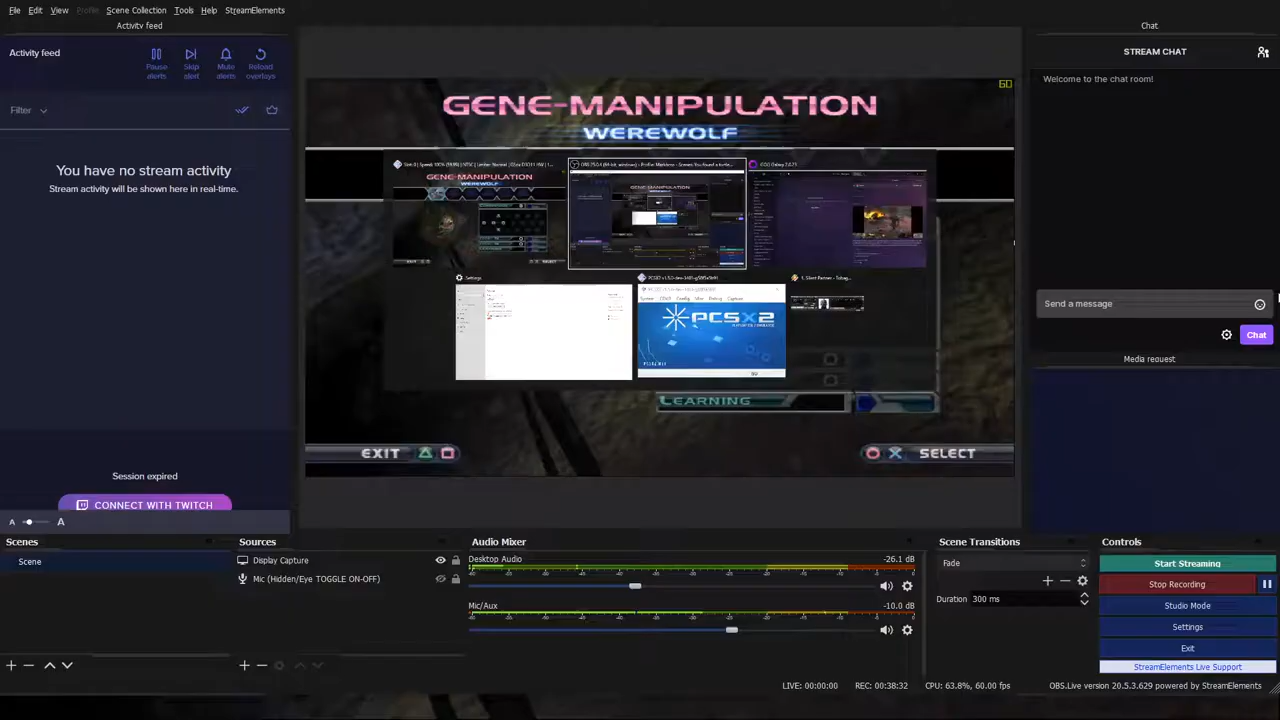 File Edit View Profile Scene Collection Tools Help StreamElements
Activity feed
Activity feed
Pause alerts
Skip alert
Mute alerts
Reload overlays
Filter
You have no stream activity
Stream activity will be shown here in real-time.
Session expired
CONNECT WITH TWITCH
A A
GENE-MANIPULATION
WEREWOLF
60
GENE-MANIPULATION
WEREWOLF
Settings
PCSX2
LEARNING
EXIT
SELECT
Chat
STREAM CHAT
Welcome to the chat room!
Send a message
Chat
Media request
Scenes
Scene
Sources
Display Capture
Mic (Hidden/Eye TOGGLE ON-OFF)
Audio Mixer
Desktop Audio -26.1 dB
Mic/Aux -10.0 dB
Scene Transitions
Fade
Duration 300 ms
Controls
Start Streaming
Stop Recording
Studio Mode
Settings
Exit
StreamElements Live Support
LIVE: 00:00:00 REC: 00:38:32 CPU: 63.8%, 60.00 fps OBS.Live version 20.5.3.629 powered by StreamElements